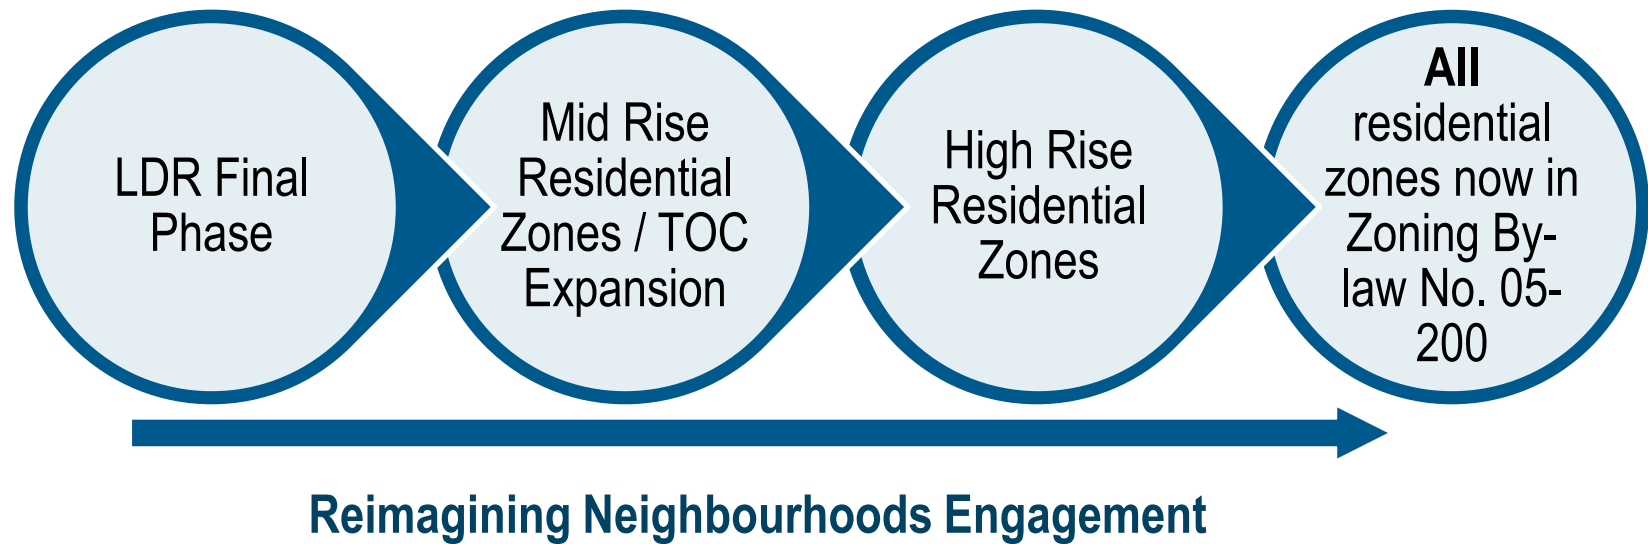 LDR Final
Phase
Mid Rise
Residential
Zones / TOC
Expansion
High Rise
Residential
Zones
All
residential
zones now in
Zoning By-
law No. 05-
200
Reimagining Neighbourhoods Engagement